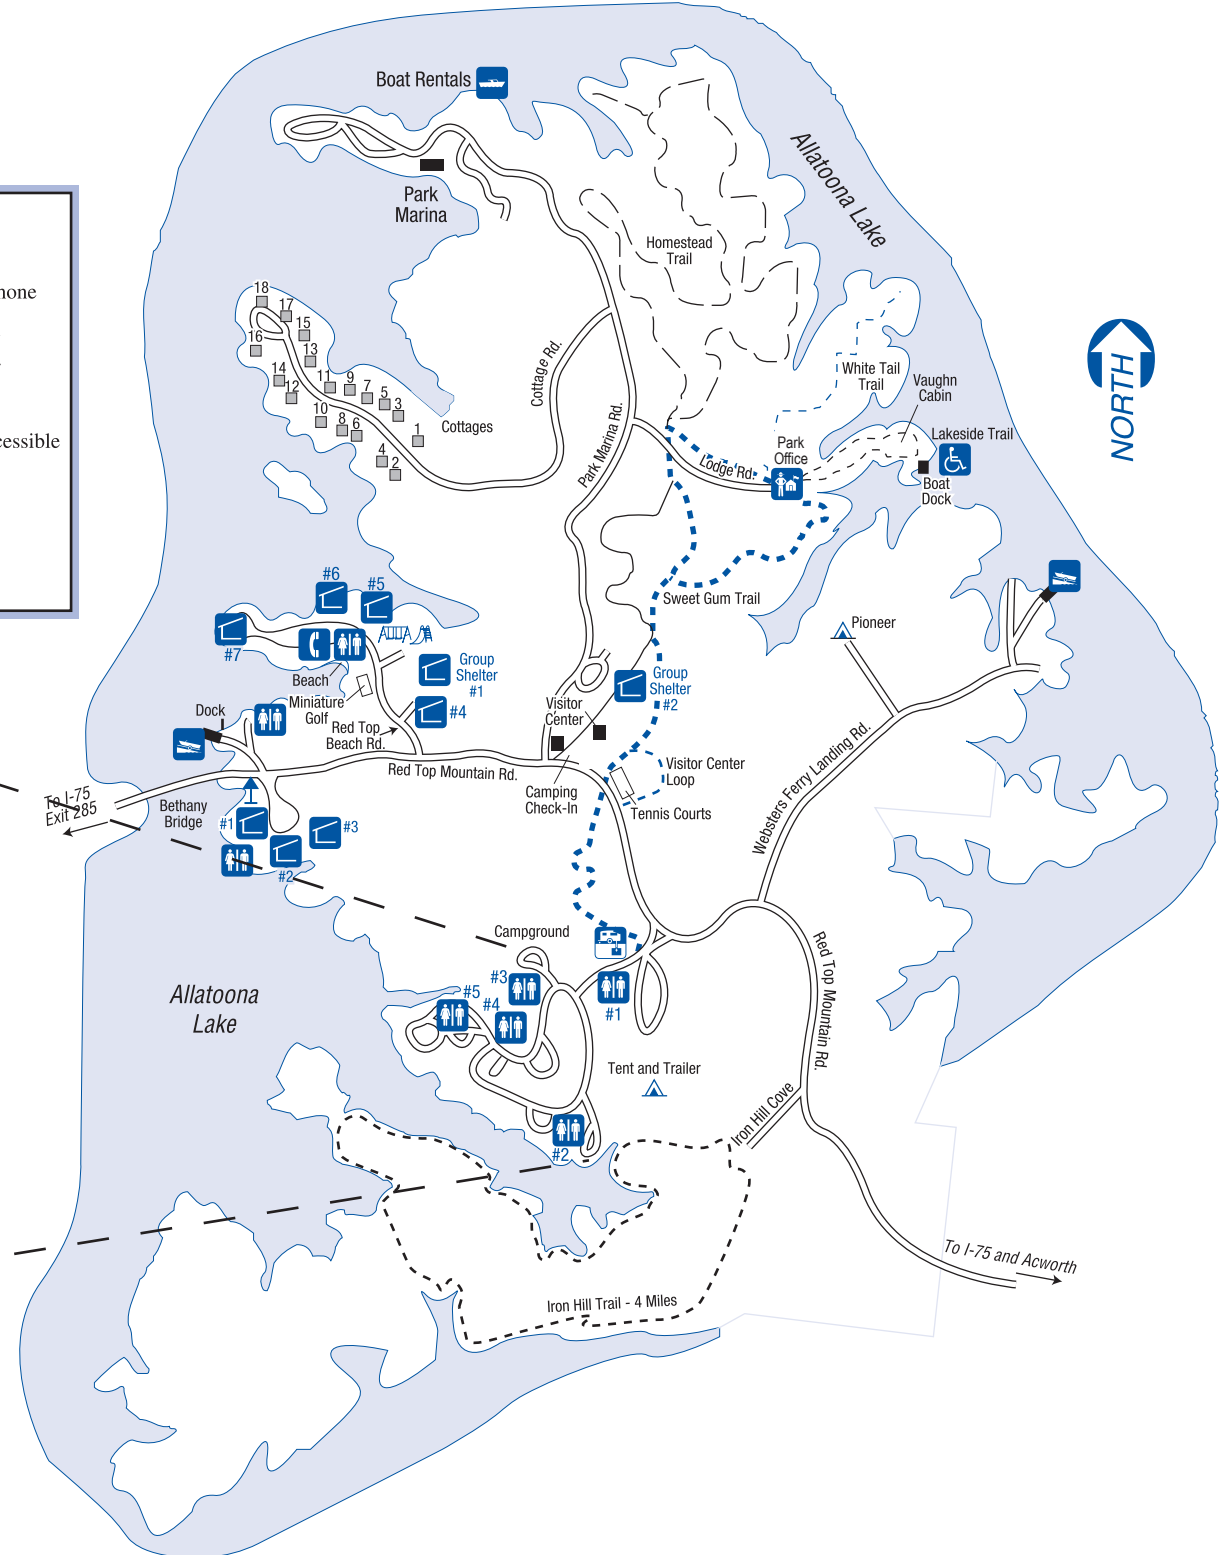 Boat Rentals
Park
Marina
Allatoona Lake
Homestead
Trail
none
cessible
18
17
15
16
13
14
12
11
9
7
5
3
10
8
6
1
4
2
Cottages
Cottage Rd.
Park Marina Rd.
White Tail
Trail
Vaughn
Cabin
Lakeside Trail
Park
Office
Lodge Rd.
Boat
Dock
NORTH
#6
#5
#7
Sweet Gum Trail
Pioneer
Beach
Group
Shelter
#1
Group
Shelter
#2
Miniature
Golf
#4
Dock
Red Top
Beach Rd.
Visitor
Center
Red Top Mountain Rd.
Visitor Center
Loop
Camping
Check-In
Tennis Courts
Websters Ferry Landing Rd.
To I-75
Exit 285
Bethany
Bridge
#1
#3
#2
Campground
#3
#5
#4
#1
Red Top Mountain Rd.
Allatoona
Lake
Tent and Trailer
Iron Hill Cove
#2
To I-75 and Acworth
Iron Hill Trail - 4 Miles